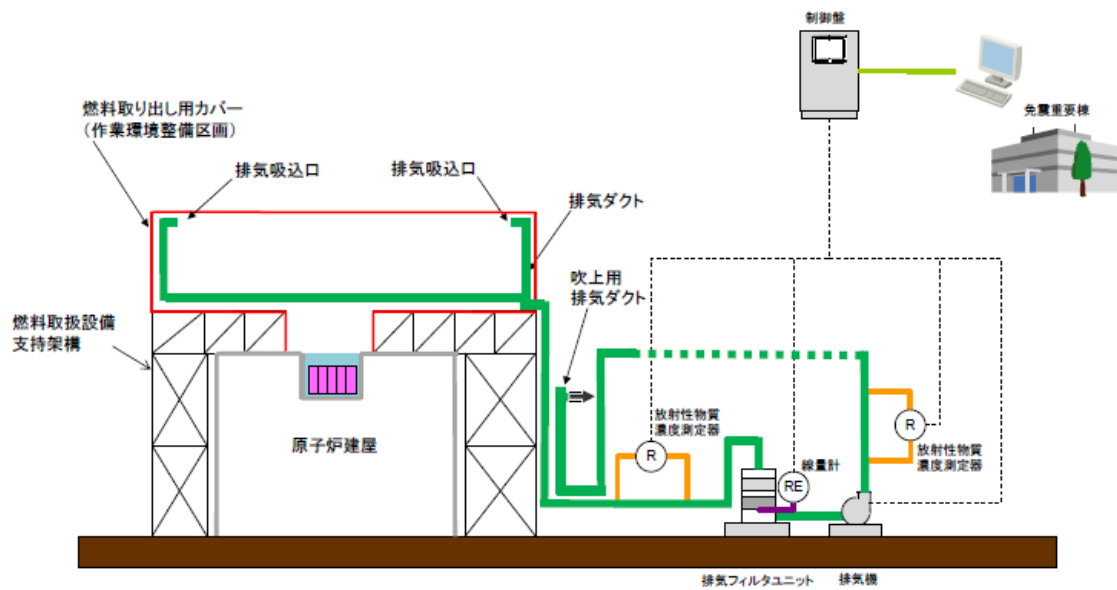 制御盤
免震重要棟
燃料取り出し用カバー
（作業環境整備区画）
排気吸込口
排気吸込口
排気ダクト
吹上用
排気ダクト
燃料取扱設備
支持架構
原子炉建屋
放射性物質
濃度測定器
R
線量計
RE
R
放射性物質
濃度測定器
排気フィルタユニット
排気機